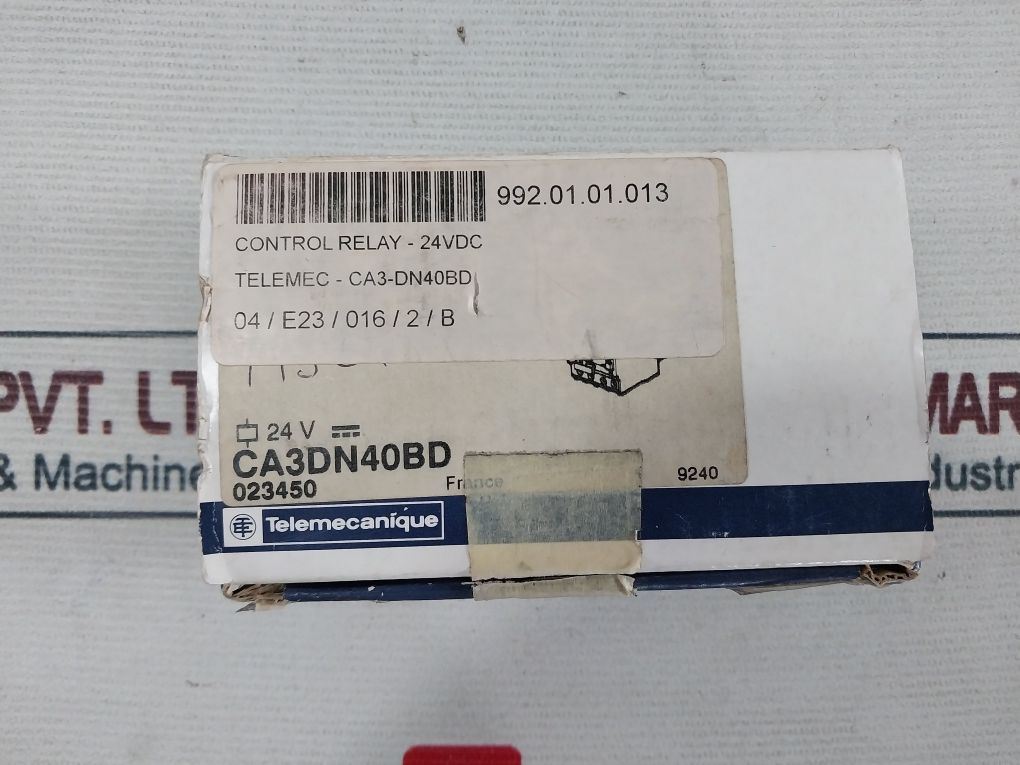 992.01.01.013
CONTROL RELAY - 24VDC
TELEMEC - CA3-DN40BD
04 / E23 / 016 / 2 / B
24 V
CA3DN40BD
023450
France
9240
Telemecanique
PVT. LT
& Machine
MAR
dustr